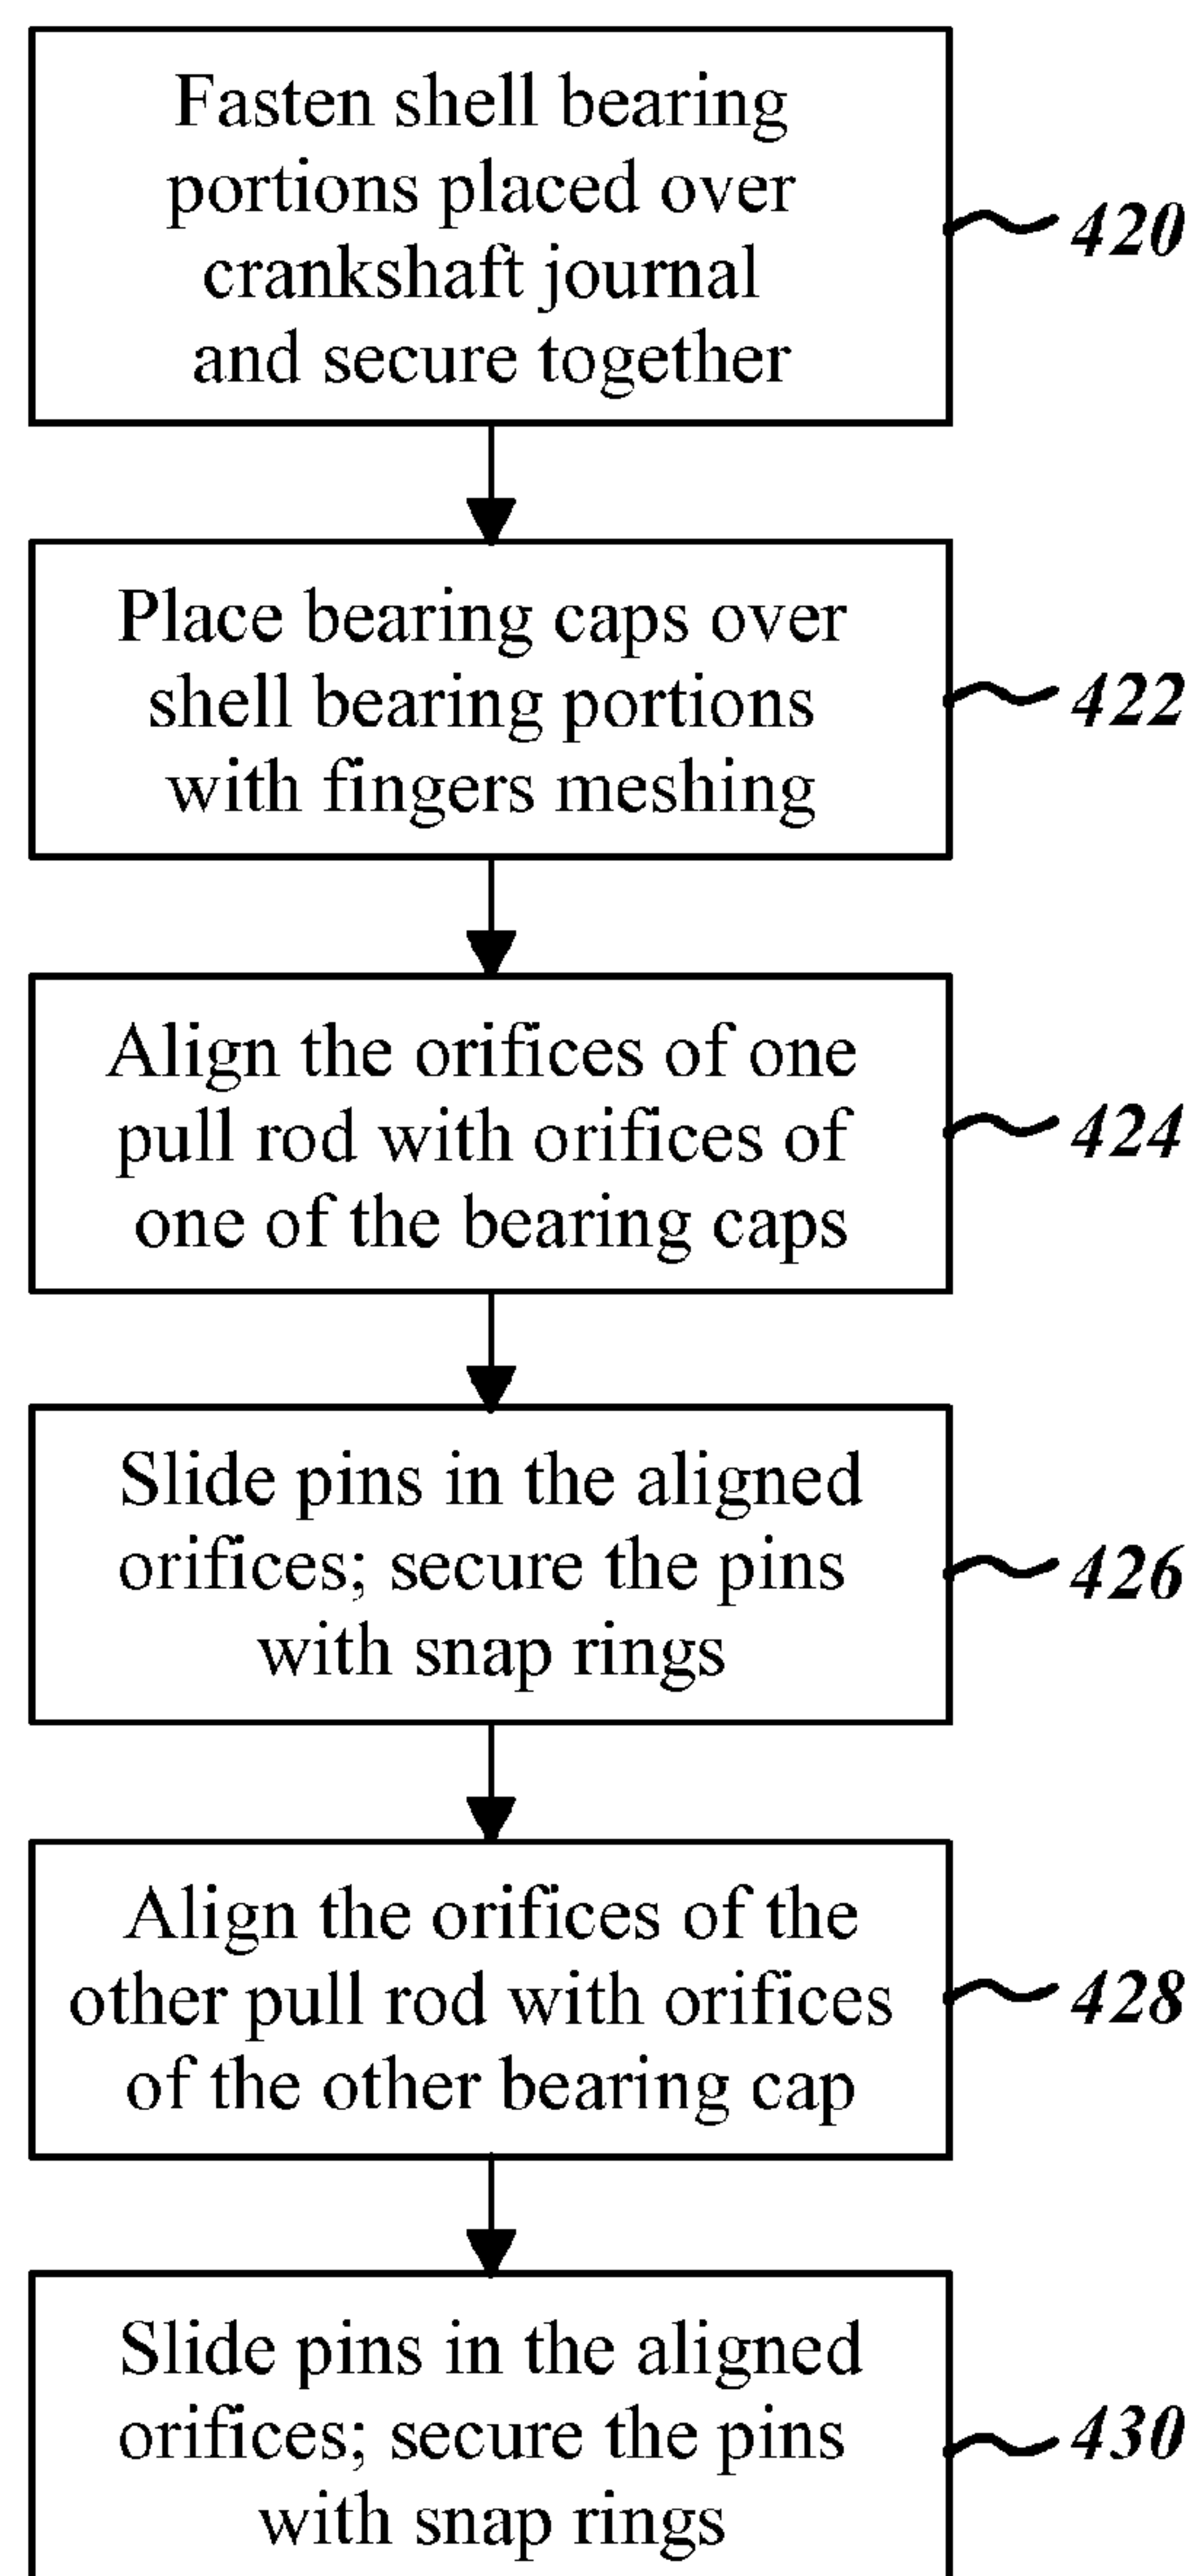 Fasten shell bearing
portions placed over
crankshaft journal
and secure together
420
Place bearing caps over
shell bearing portions
with fingers meshing
422
Align the orifices of one
pull rod with orifices of
one of the bearing caps
424
Slide pins in the aligned
orifices; secure the pins
with snap rings
426
Align the orifices of the
other pull rod with orifices
of the other bearing cap
428
Slide pins in the aligned
orifices; secure the pins
with snap rings
430